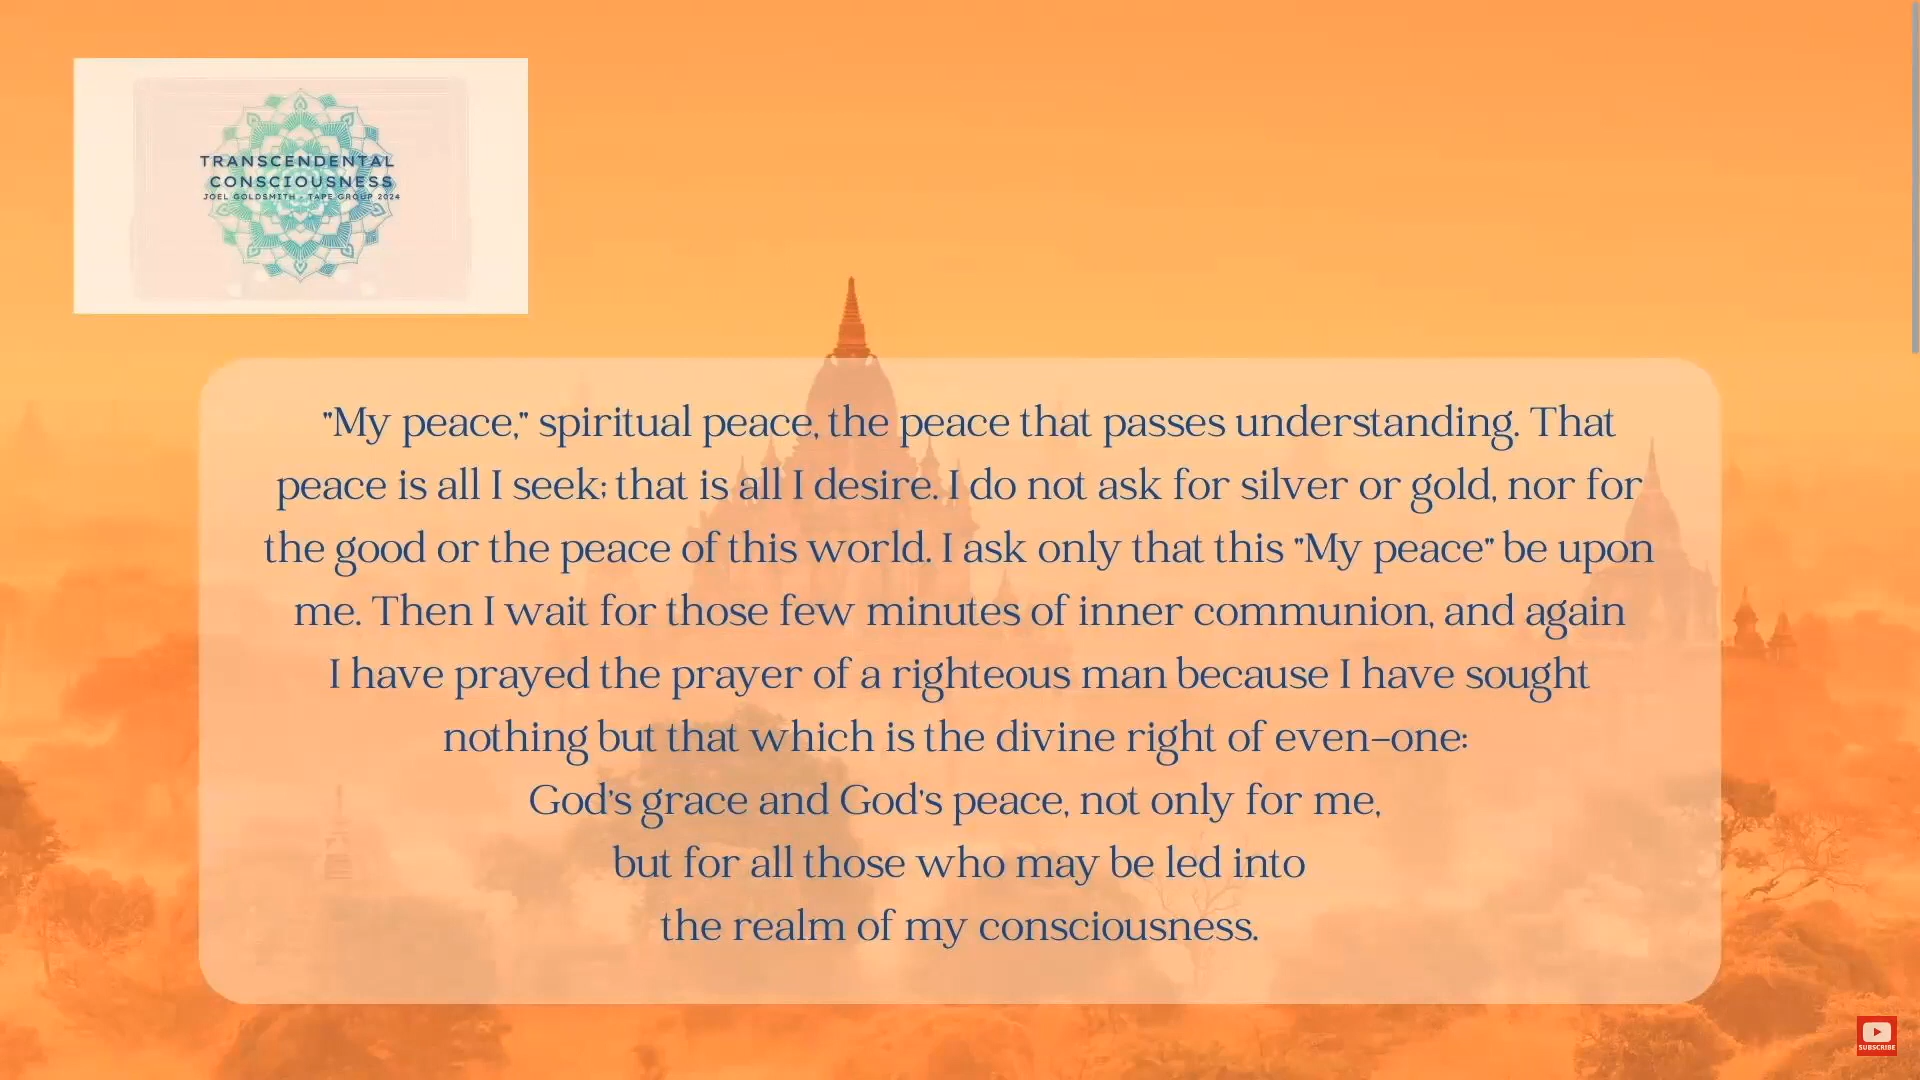 TRANSCENDENTAL
CONSCIOUSNESS
JOEL GOLDSMITH - TAPE GROUP 2024
"My peace," spiritual peace, the peace that passes understanding. That
peace is all I seek; that is all I desire. I do not ask for silver or gold, nor for
the good or the peace of this world. I ask only that this "My peace" be upon
me. Then I wait for those few minutes of inner communion, and again
I have prayed the prayer of a righteous man because I have sought
nothing but that which is the divine right of even-one:
God's grace and God's peace, not only for me,
but for all those who may be led into
the realm of my consciousness.
SUBSCRIBE